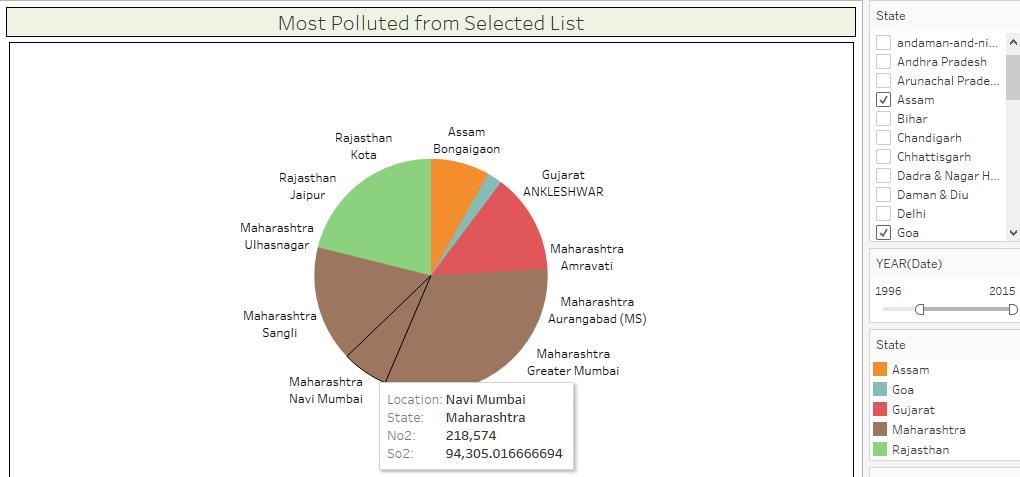 Most Polluted from Selected List
Rajasthan
Kota
Assam
Bongaigaon
Rajasthan
Jaipur
Gujarat
ANKLESHWAR
Maharashtra
Ulhasnagar
Maharashtra
Amravati
Maharashtra
Aurangabad (MS)
Maharashtra
Sangli
Maharashtra
Greater Mumbai
Maharashtra
Navi Mumbai
Location: Navi Mumbai
State: Maharashtra
No2: 218,574
So2: 94,305.016666694
State
andaman-and-ni...
Andhra Pradesh
Arunachal Prade...
Assam
Bihar
Chandigarh
Chhattisgarh
Dadra & Nagar H...
Daman & Diu
Delhi
Goa
YEAR(Date)
1996 2015
State
Assam
Goa
Gujarat
Maharashtra
Rajasthan